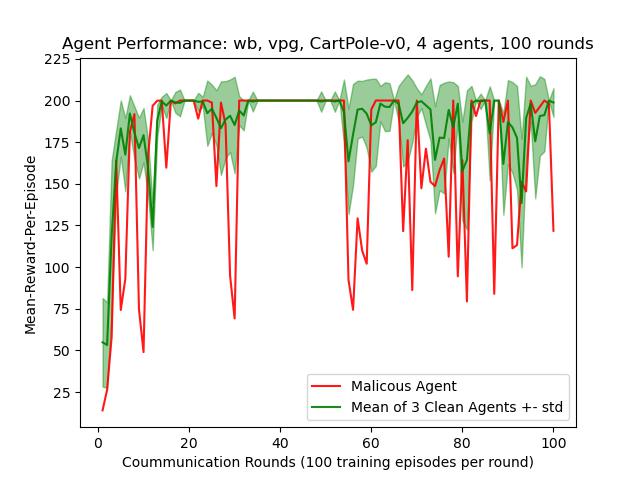 Agent Performance: wb, vpg, CartPole-v0, 4 agents, 100 rounds
225
200
175
150
125
100
75
50
25
Mean-Reward-Per-Episode
Malicous Agent
Mean of 3 Clean Agents +- std
0 20 40 60 80 100
Coummunication Rounds (100 training episodes per round)